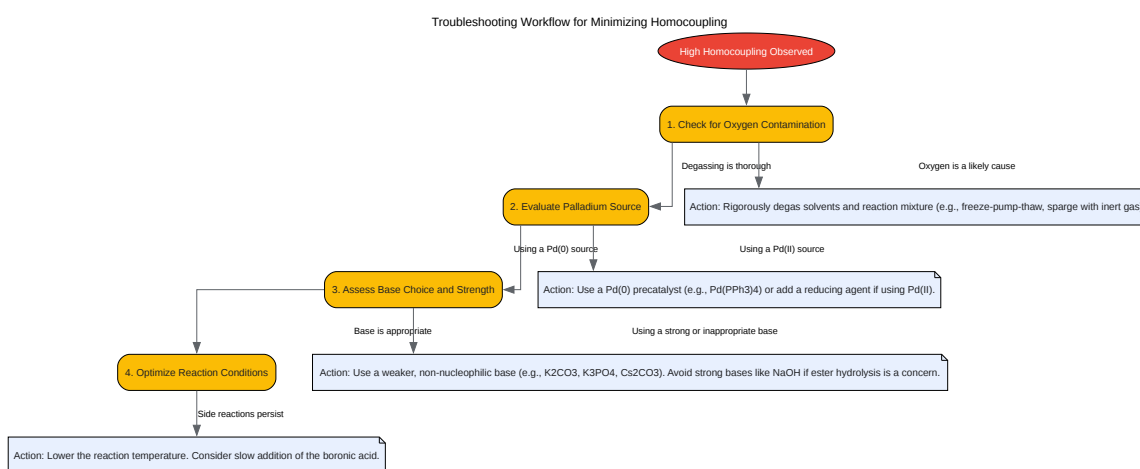 Troubleshooting Workflow for Minimizing Homocoupling
High Homocoupling Observed
1. Check for Oxygen Contamination
Degassing is thorough
Oxygen is a likely cause
2. Evaluate Palladium Source
Action: Rigorously degas solvents and reaction mixture (e.g., freeze-pump-thaw, sparge with inert gas
Using a Pd(0) source
Using a Pd(II) source
3. Assess Base Choice and Strength
Action: Use a Pd(0) precatalyst (e.g., Pd(PPh3)4) or add a reducing agent if using Pd(II).
Base is appropriate
Using a strong or inappropriate base
4. Optimize Reaction Conditions
Action: Use a weaker, non-nucleophilic base (e.g., K2CO3, K3PO4, Cs2CO3). Avoid strong bases like NaOH if ester hydrolysis is a concern.
Side reactions persist
Action: Lower the reaction temperature. Consider slow addition of the boronic acid.